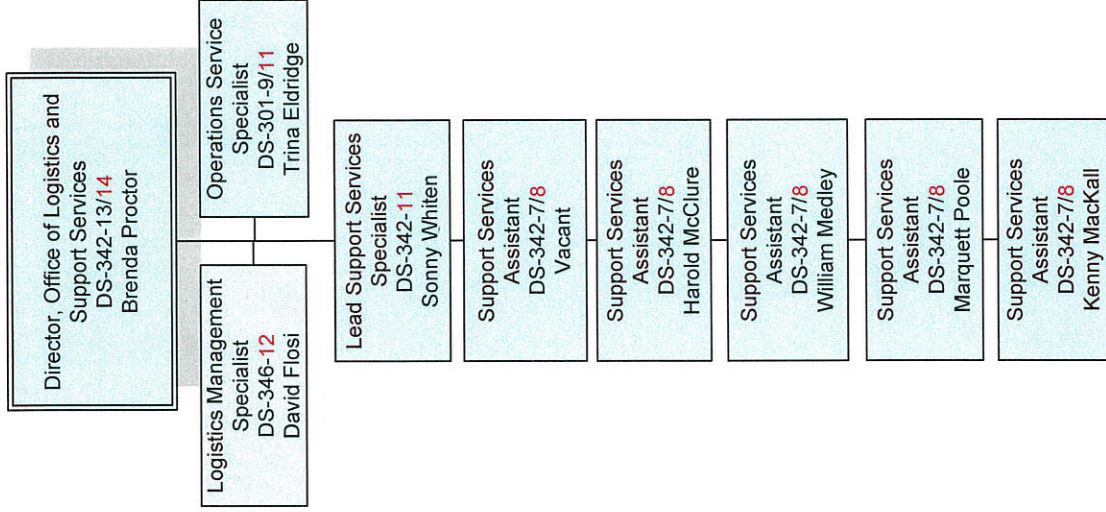 Director, Office of Logistics and
Support Services
DS-342-13/14
Brenda Proctor
Logistics Management
Specialist
DS-346-12
David Flosi
Operations Service
Specialist
DS-301-9/11
Trina Eldridge
Lead Support Services
Specialist
DS-342-11
Sonny Whiten
Support Services
Assistant
DS-342-7/8
Vacant
Support Services
Assistant
DS-342-7/8
Harold McClure
Support Services
Assistant
DS-342-7/8
William Medley
Support Services
Assistant
DS-342-7/8
Marquett Poole
Support Services
Assistant
DS-342-7/8
Kenny MacKall